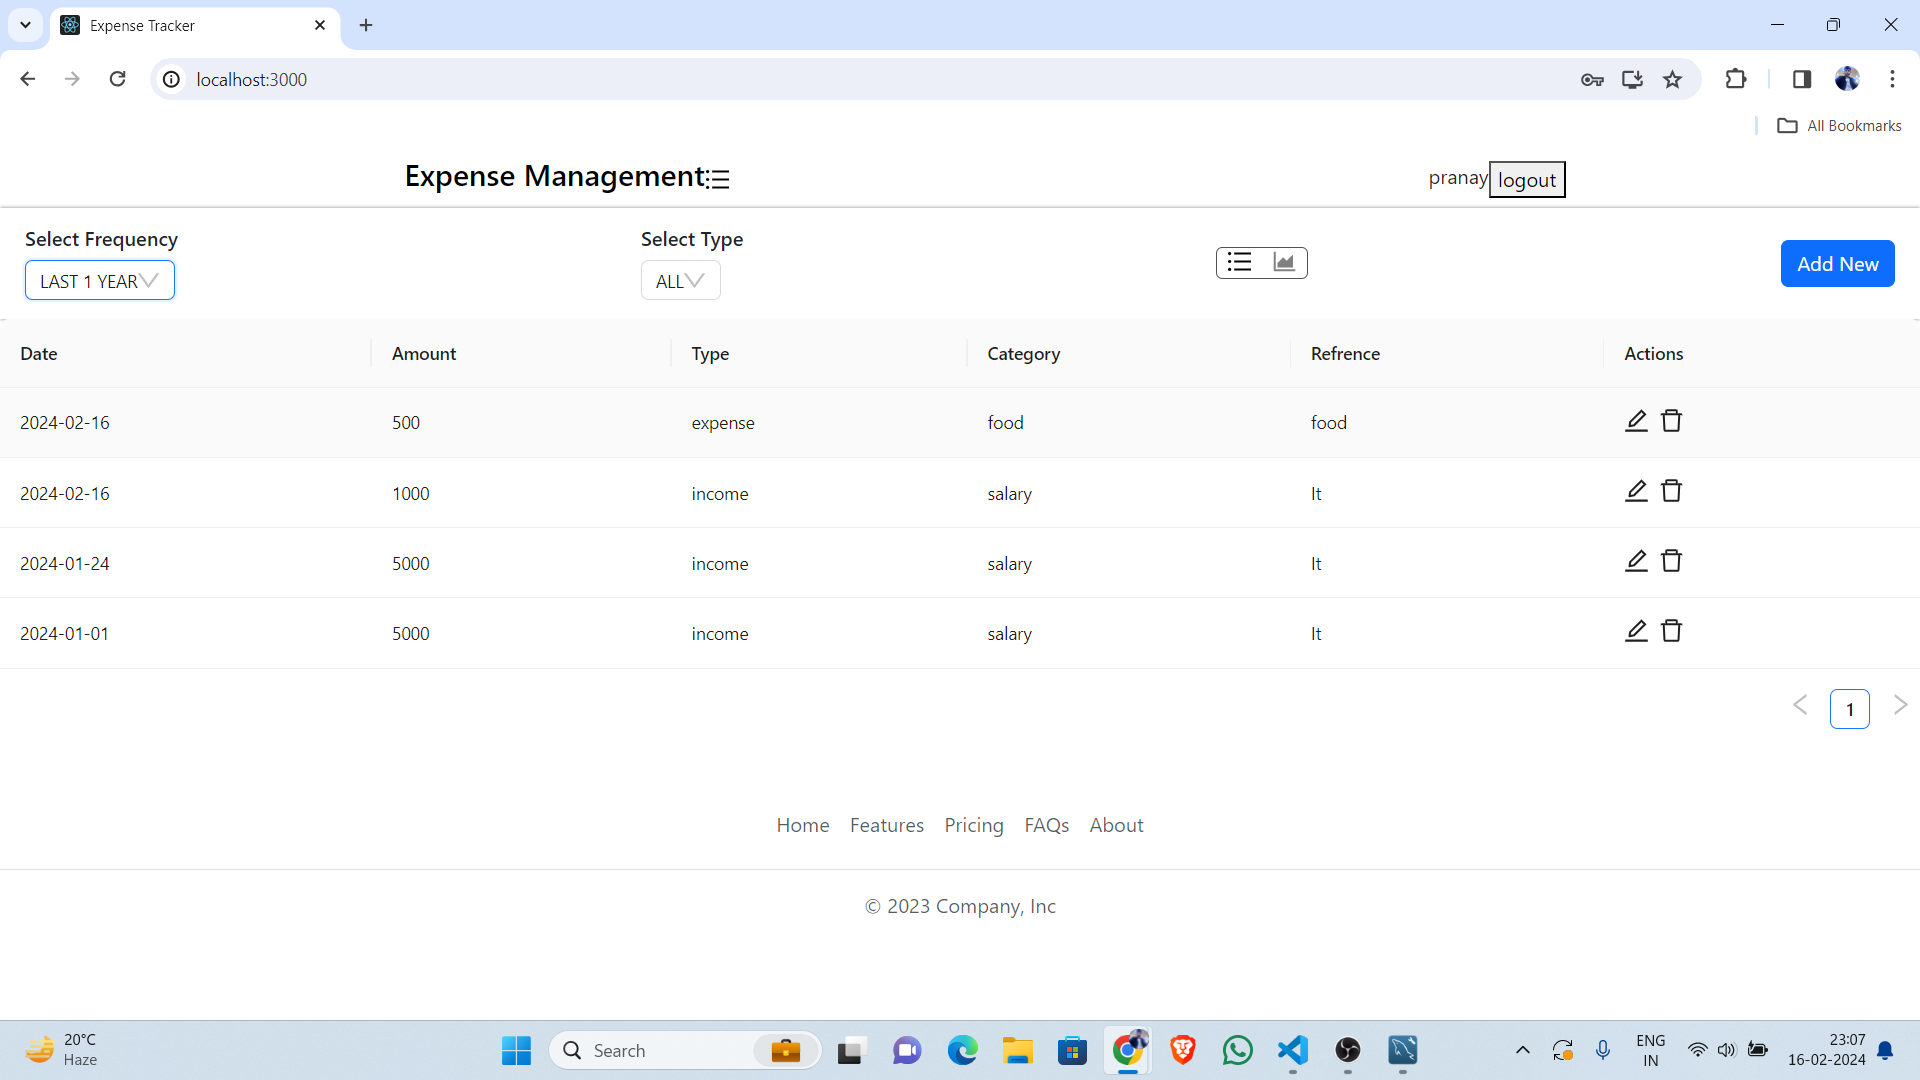 Expense Tracker
localhost:3000
All Bookmarks
Expense Management
pranay logout
Select Frequency
Select Type
LAST 1 YEAR
ALL
Add New
Date Amount Type Category Refrence Actions
2024-02-16 500 expense food food
2024-02-16 1000 income salary It
2024-01-24 5000 income salary It
2024-01-01 5000 income salary It
1
Home Features Pricing FAQs About
© 2023 Company, Inc
20°C
Haze
Search
ENG
IN
23:07
16-02-2024